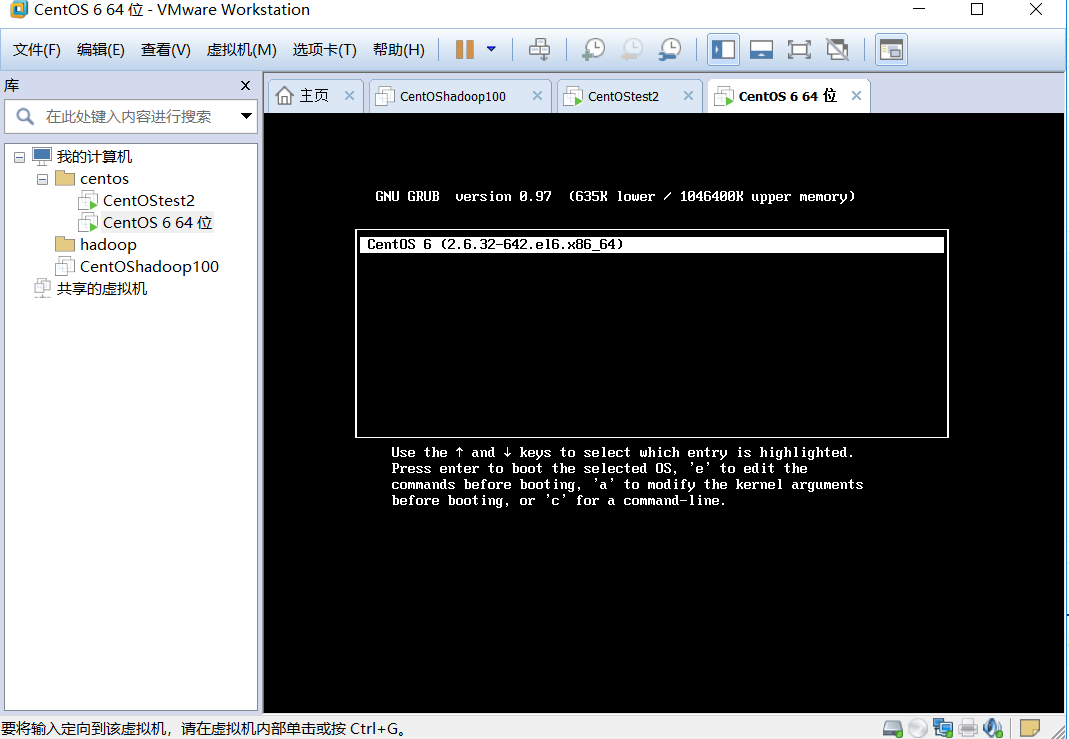 CentOS 6 64 位 - VMware Workstation
文件(F) 编辑(E) 查看(V) 虚拟机(M) 选项卡(T) 帮助(H)
库
在此处键入内容进行搜索
我的计算机
centos
CentOStest2
CentOS 6 64 位
hadoop
CentOShadoop100
共享的虚拟机
主页 CentOShadoop100 CentOStest2 CentOS 6 64 位
GNU GRUB version 0.97 (635K lower / 1046400K upper memory)
CentOS 6 (2.6.32-642.el6.x86_64)
Use the ↑ and ↓ keys to select which entry is highlighted.
Press enter to boot the selected OS, 'e' to edit the
commands before booting, 'a' to modify the kernel arguments
before booting, or 'c' for a command-line.
要将输入定向到该虚拟机，请在虚拟机内部单击或按 Ctrl+G。